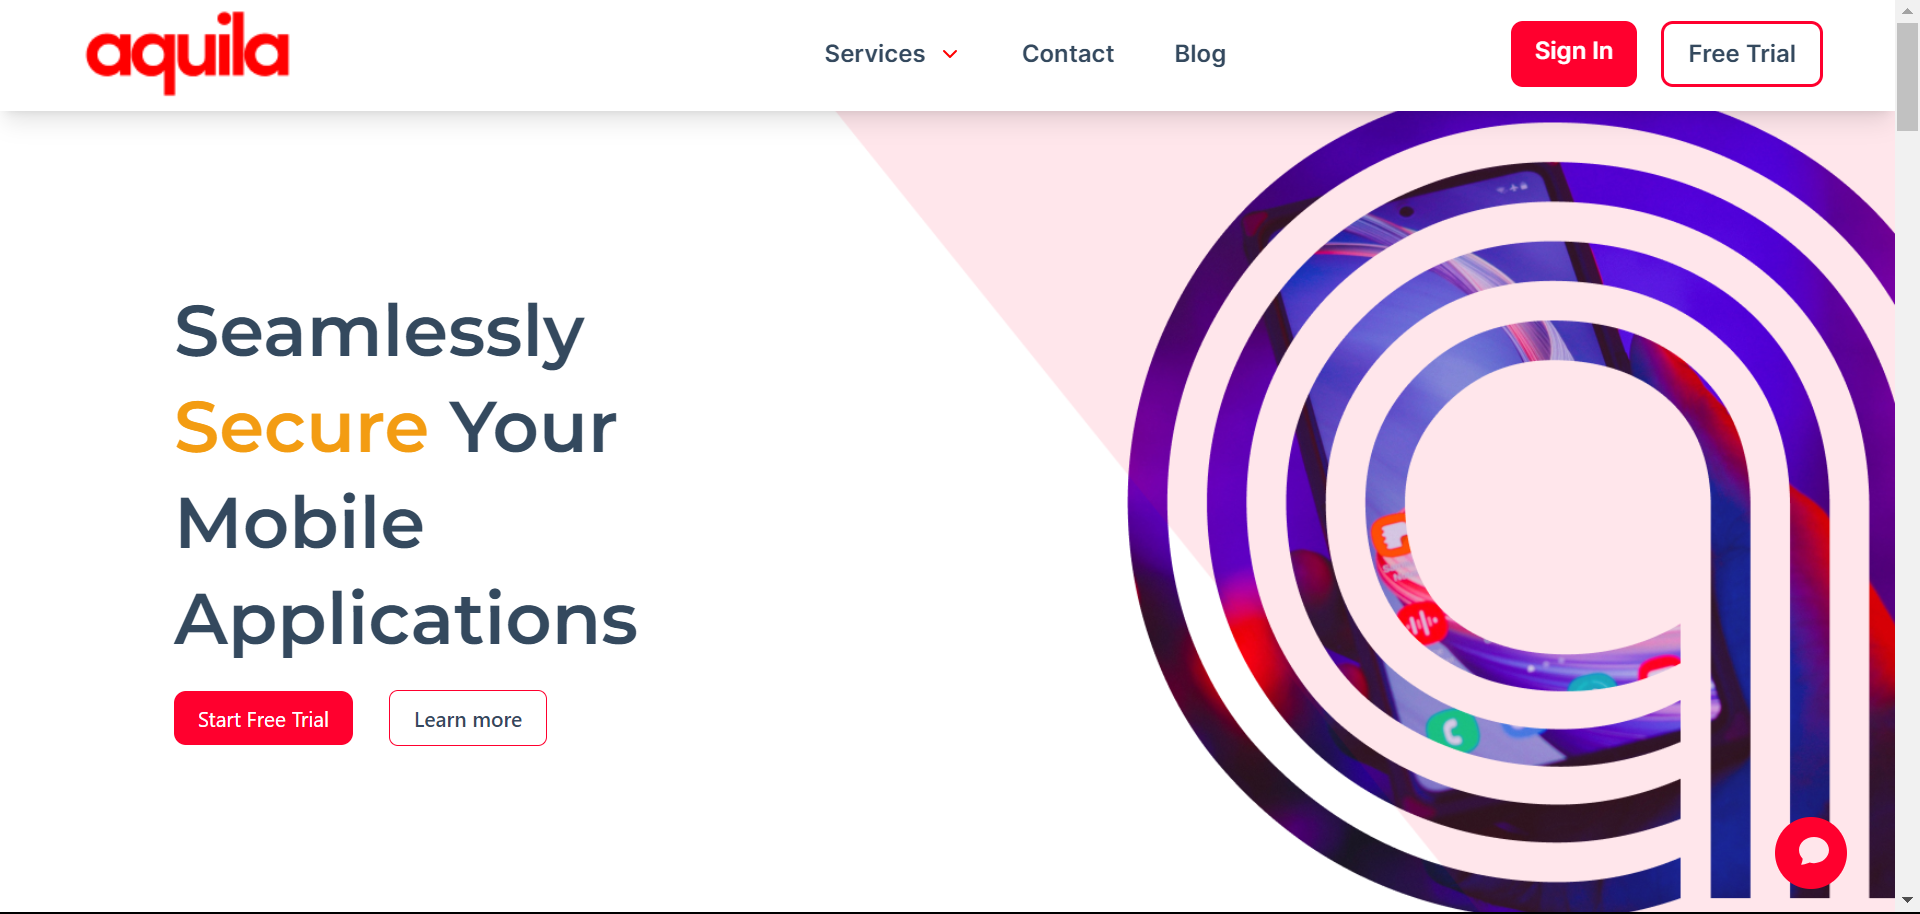 aquila
Services
Contact
Blog
Sign In
Free Trial
Seamlessly
Secure Your
Mobile
Applications
Start Free Trial
Learn more